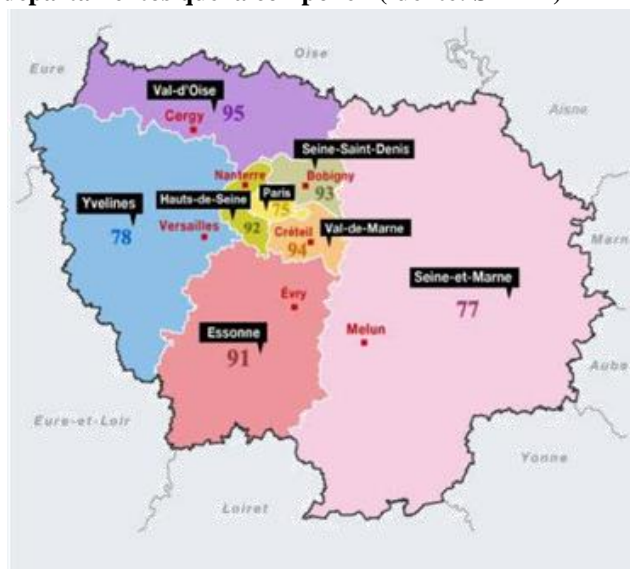 Oise
Eure
Val-d'Oise
95
Cergy
Aisne
Seine-Saint-Denis
Nanterre
Bobigny
93
Paris
75
Hauts-de-Seine
92
Yvelines
78
Versailles
Créteil
94
Val-de-Marne
Marn
Seine-et-Marne
77
Évry
Essonne
91
Melun
Aube
Eure-et-Loir
Yonne
Loiret